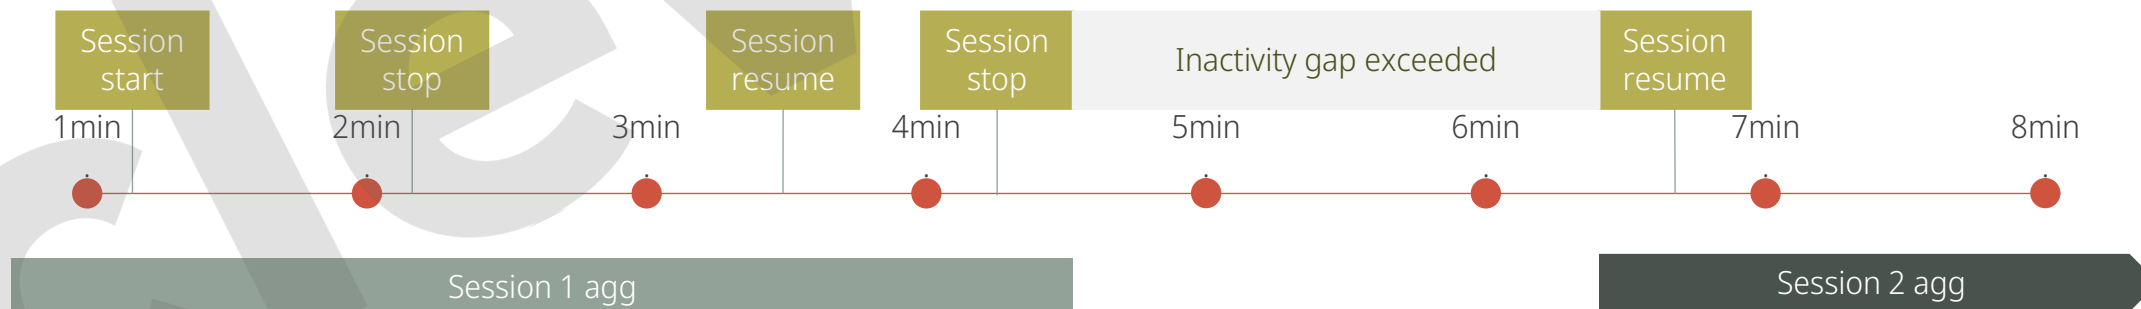 Session
start
Session
stop
Session
resume
Session
stop
Inactivity gap exceeded
Session
resume
1min
2min
3min
4min
5min
6min
7min
8min
Session 1 agg
Session 2 agg